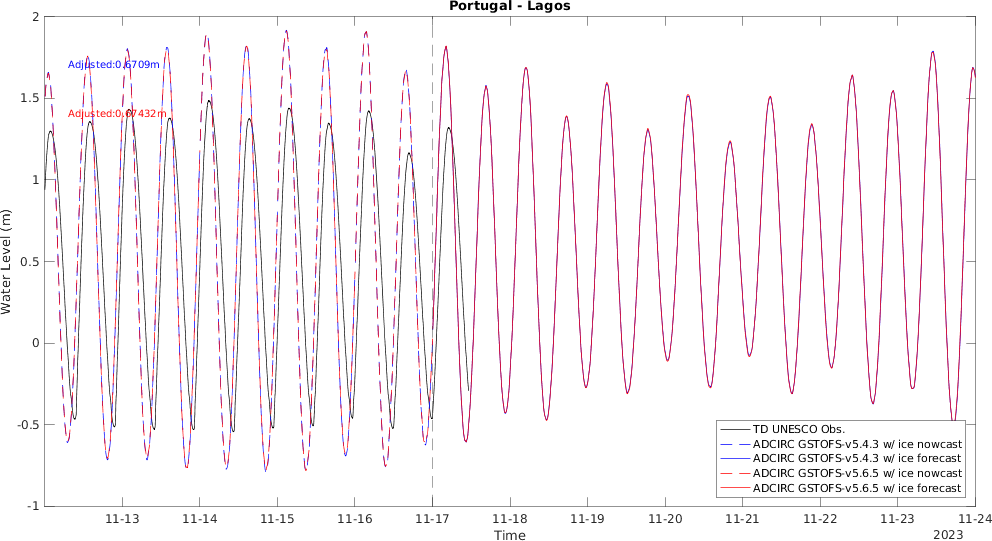 Portugal - Lagos
2
Adjusted:0.6709m
1.5
Adjusted:0.67432m
1
0.5
0
-0.5
-1
Water Level (m)
TD UNESCO Obs.
ADCIRC GSTOFS-v5.4.3 w/ ice nowcast
ADCIRC GSTOFS-v5.4.3 w/ ice forecast
ADCIRC GSTOFS-v5.6.5 w/ ice nowcast
ADCIRC GSTOFS-v5.6.5 w/ ice forecast
11-13 11-14 11-15 11-16 11-17 11-18 11-19 11-20 11-21 11-22 11-23 11-24
Time
2023